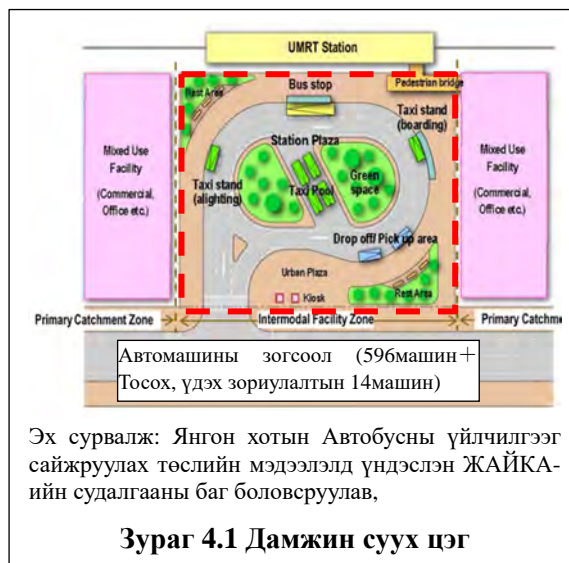 UMRT Station
Bus stop
Pedestrian bridge
Rest Area
Taxi stand
(boarding)
Station Plaza
Mixed Use
Facility
(Commercial,
Office etc.)
Taxi stand
(alighting)
Taxi Pool
Green
space
Mixed Use
Facility
(Commercial,
Office etc.)
Drop off/ Pick up area
Urban Plaza
Kiosk
Rest Area
Primary Catchment Zone
Intermodal Facility Zone
Primary Catchme
Автомашины зогсоол (596машин+
Тосох, үдэх зориулалтын 14машин)
Эх сурвалж: Янгон хотын Автобусны үйлчилгээг
сайжруулах төслийн мэдээлэлд үндэслэн ЖАЙКА-
ийн судалгааны баг боловсруулав,
Зураг 4.1 Дамжин суух цэг